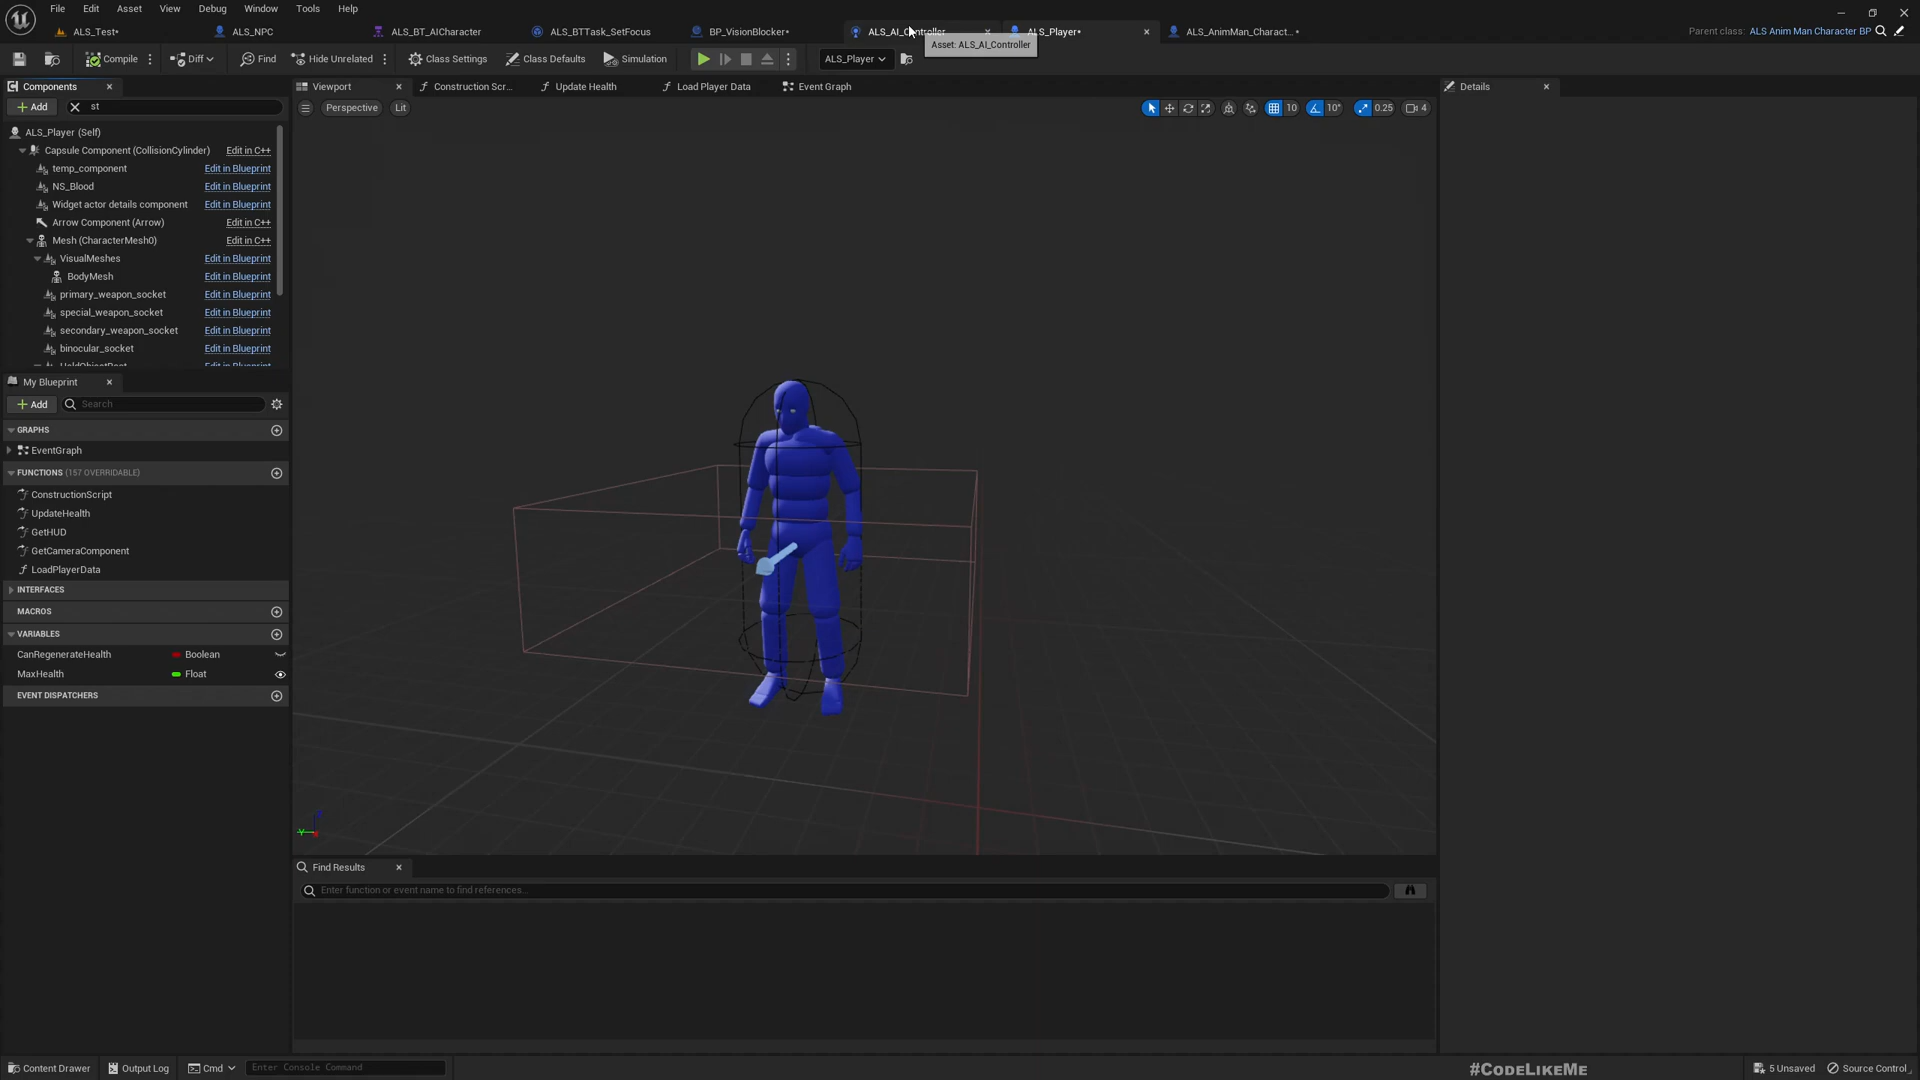 File Edit Asset View Debug Window Tools Help
ALS_Test* ALS_NPC ALS_BT_AICharacter ALS_BTTask_SetFocus BP_VisionBlocker* ALS_AI_Controller ALS_Player* ALS_AnimMan_Charact... * Parent class: ALS Anim Man Character BP
Asset: ALS_AI_Controller
Compile Diff Find Hide Unrelated Class Settings Class Defaults Simulation ALS_Player
Components Viewport Construction Scr... Update Health Load Player Data Event Graph Details
Add st Perspective Lit 10 10° 0.25 4
ALS_Player (Self)
Capsule Component (CollisionCylinder) Edit in C++
temp_component Edit in Blueprint
NS_Blood Edit in Blueprint
Widget actor details component Edit in Blueprint
Arrow Component (Arrow) Edit in C++
Mesh (CharacterMesh0) Edit in C++
VisualMeshes Edit in Blueprint
BodyMesh Edit in Blueprint
primary_weapon_socket Edit in Blueprint
special_weapon_socket Edit in Blueprint
secondary_weapon_socket Edit in Blueprint
binocular_socket Edit in Blueprint
My Blueprint
Add Search
GRAPHS
EventGraph
FUNCTIONS (157 OVERRIDABLE)
ConstructionScript
UpdateHealth
GetHUD
GetCameraComponent
LoadPlayerData
INTERFACES
MACROS
VARIABLES
CanRegenerateHealth Boolean
MaxHealth Float
EVENT DISPATCHERS
Find Results
Enter function or event name to find references...
Content Drawer Output Log Cmd Enter Console Command #CODELIKEME 5 Unsaved Source Control